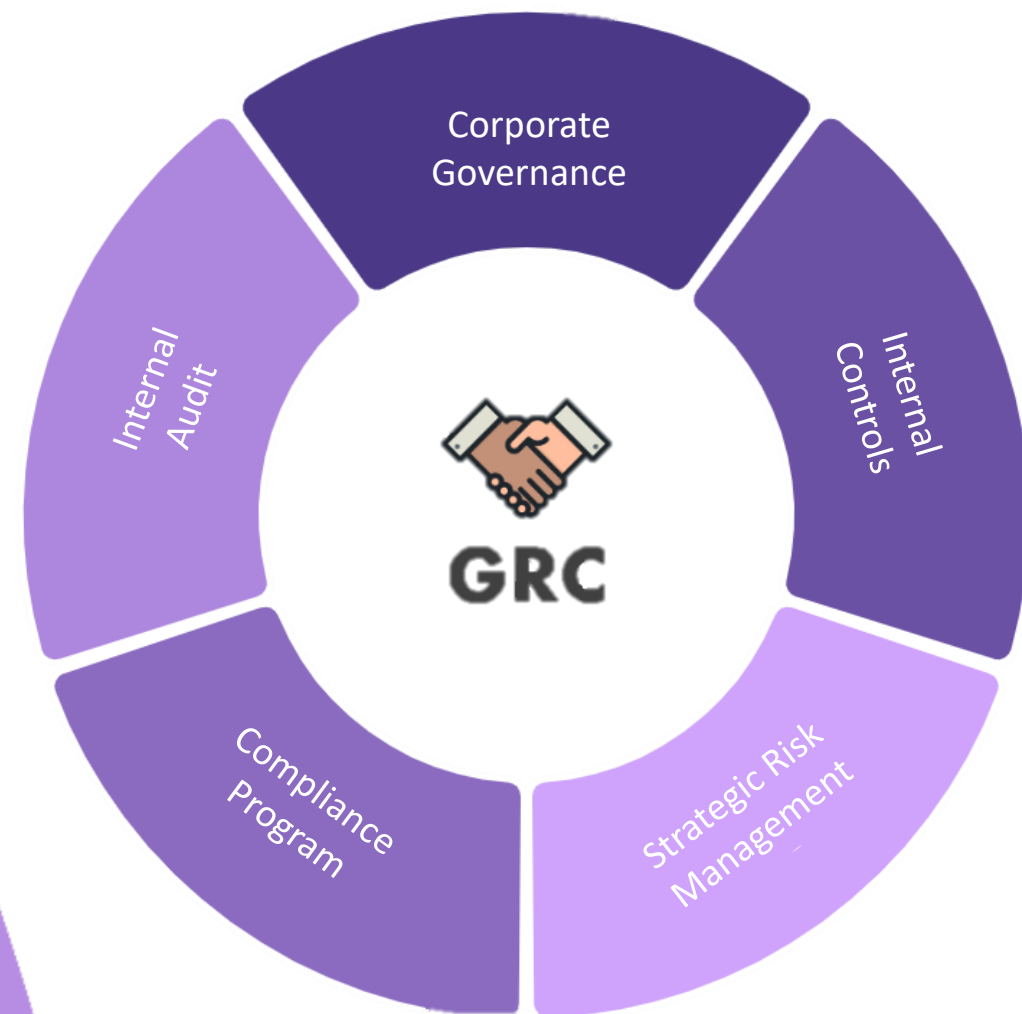 Corporate
Governance
Internal
Controls
Strategic Risk
Management
Compliance
Program
Internal
Audit
GRC